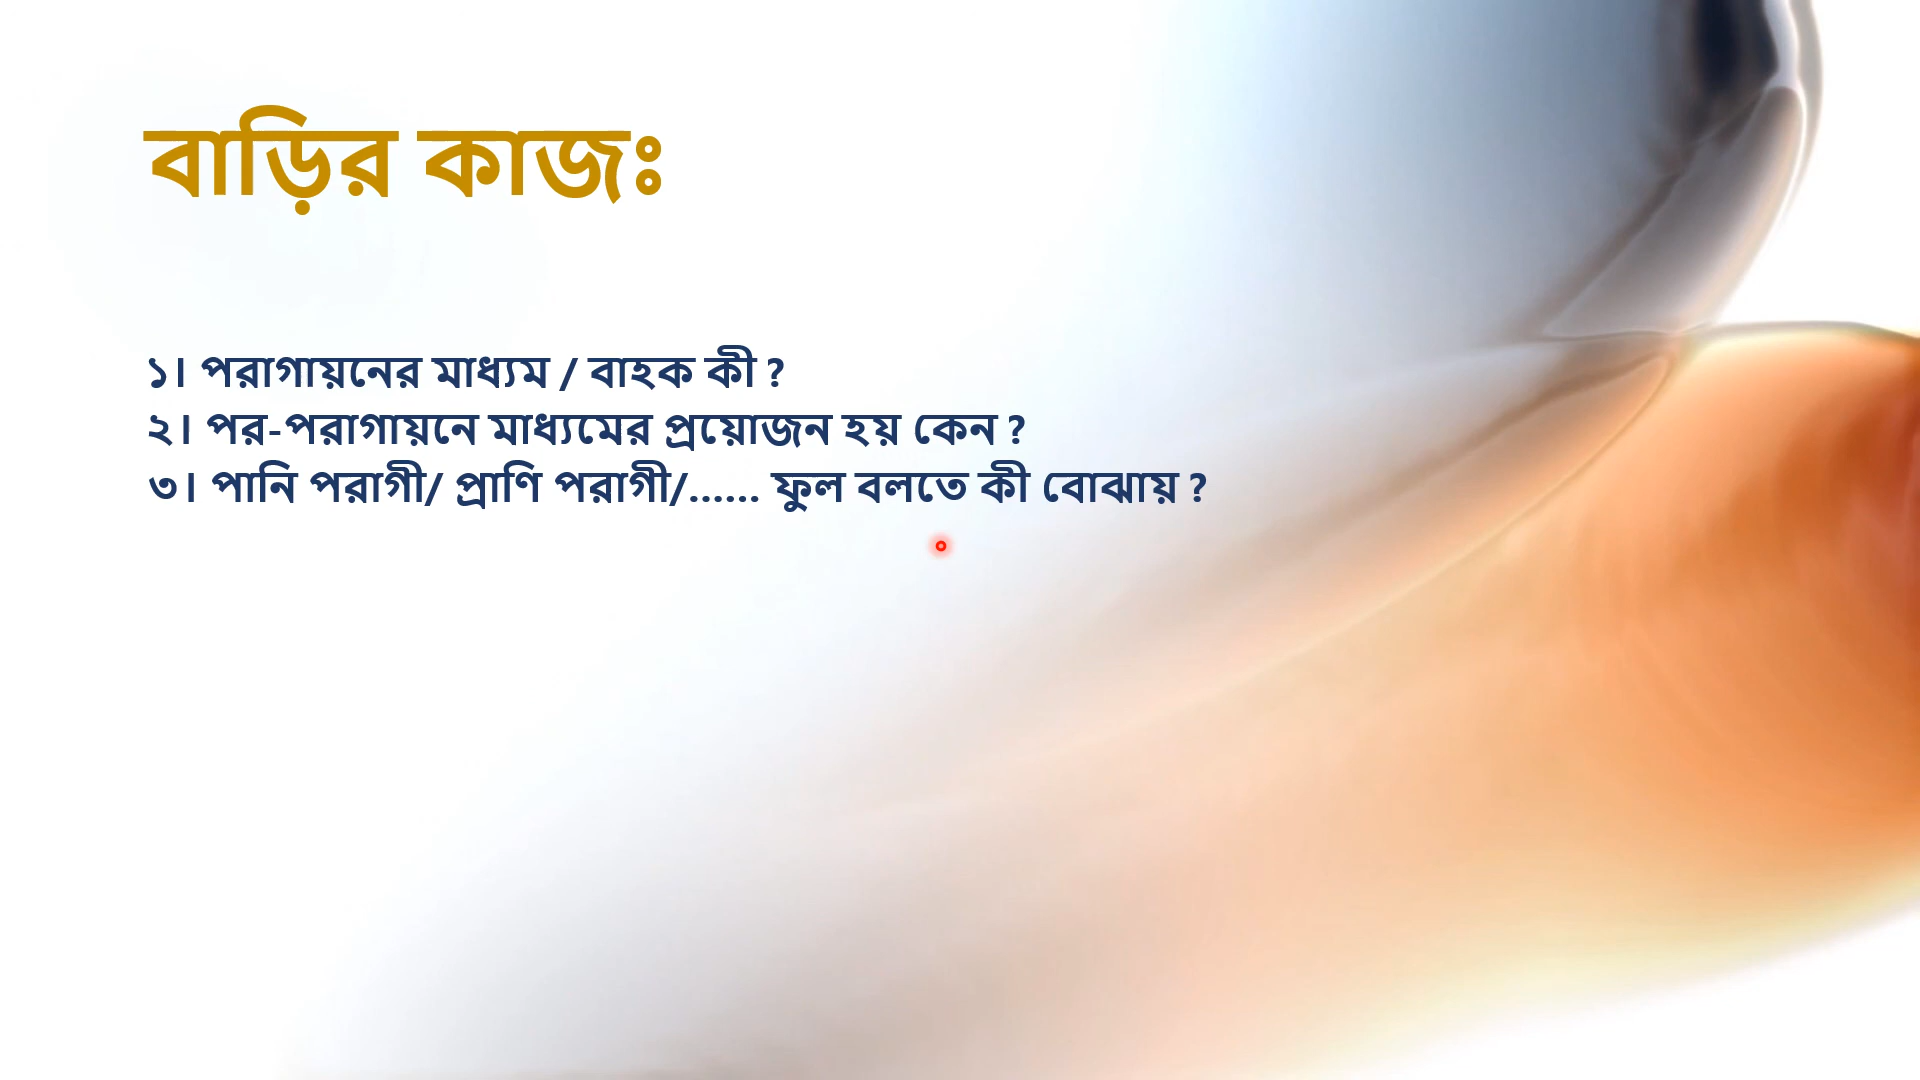 বাড়ির কাজঃ
১। পরাগায়নের মাধ্যম / বাহক কী ?
২। পর-পরাগায়নে মাধ্যমের প্রয়োজন হয় কেন ?
৩। পানি পরাগী/ প্রাণি পরাগী/...... ফুল বলতে কী বোঝায় ?